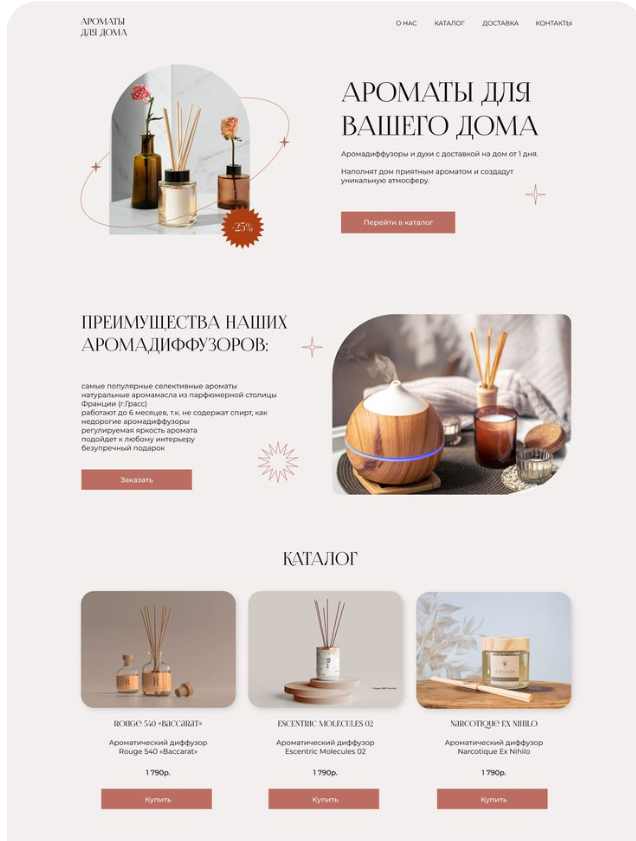 АРОМАТЫ
ДЛЯ ДОМА
О НАС КАТАЛОГ ДОСТАВКА КОНТАКТЫ
АРОМАТЫ ДЛЯ
ВАШЕГО ДОМА
Аромадиффузоры и духи с доставкой на дом от 1 дня.
Наполнят дом приятным ароматом и создадут
уникальную атмосферу.
-25%
Перейти в каталог
ПРЕИМУЩЕСТВА НАШИХ
АРОМАДИФФУЗОРОВ:
самые популярные селективные ароматы
натуральные аромамасла из парфюмерной столицы
Франции (г.Грасс)
работают до 6 месяцев, т.к. не содержат спирт, как
недорогие аромадиффузоры
регулируемая яркость аромата
подойдет к любому интерьеру
безупречный подарок
Заказать
КАТАЛОГ
R
ROUGE 540 «BACCARAT»
Ароматический диффузор
Rouge 540 «Baccarat»
1 790р.
Купить
ESCENTRIC MOLECULES 02
Ароматический диффузор
Escentric Molecules 02
1 790р.
Купить
NARCOTIQUE EX NIHILO
Ароматический диффузор
Narcotique Ex Nihilo
1 790р.
Купить